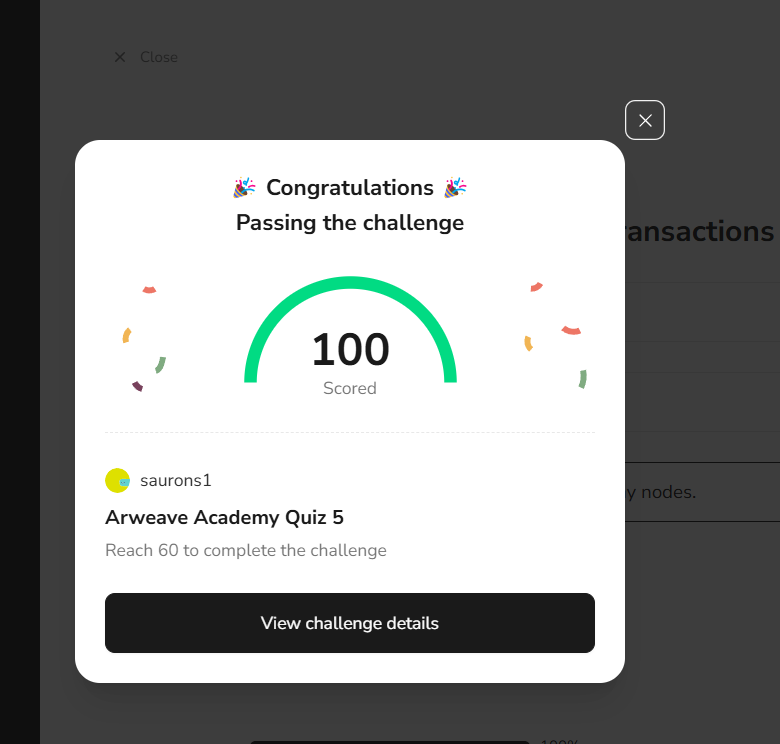 Close
Congratulations
Passing the challenge
ransactions
100
Scored
saurons1
y nodes.
Arweave Academy Quiz 5
Reach 60 to complete the challenge
View challenge details
100%